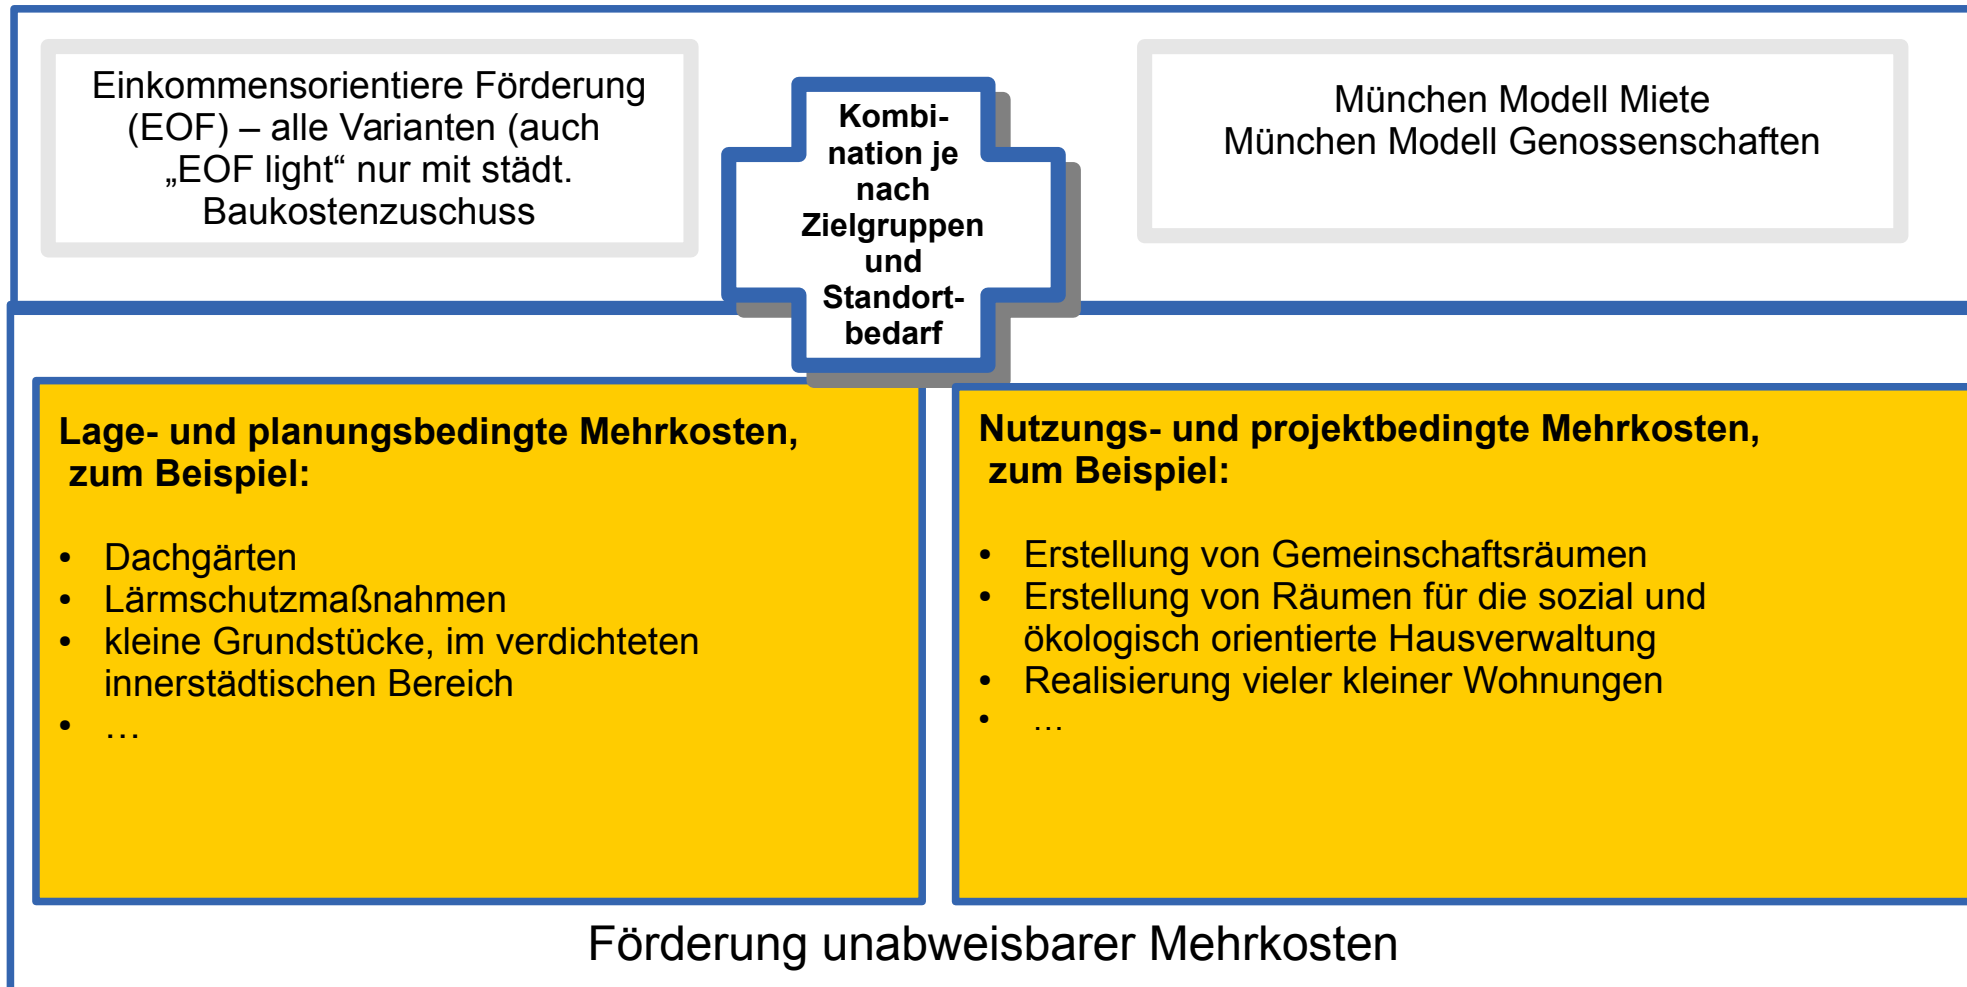 Einkommensorientiere Förderung
(EOF) – alle Varianten (auch
„EOF light“ nur mit städt.
Baukostenzuschuss
Kombi-
nation je
nach
Zielgruppen
und
Standort-
bedarf
München Modell Miete
München Modell Genossenschaften
Lage- und planungsbedingte Mehrkosten,
zum Beispiel:
• Dachgärten
• Lärmschutzmaßnahmen
• kleine Grundstücke, im verdichteten
innerstädtischen Bereich
• …
Nutzungs- und projektbedingte Mehrkosten,
zum Beispiel:
• Erstellung von Gemeinschaftsräumen
• Erstellung von Räumen für die sozial und
ökologisch orientierte Hausverwaltung
• Realisierung vieler kleiner Wohnungen
• …
Förderung unabweisbarer Mehrkosten